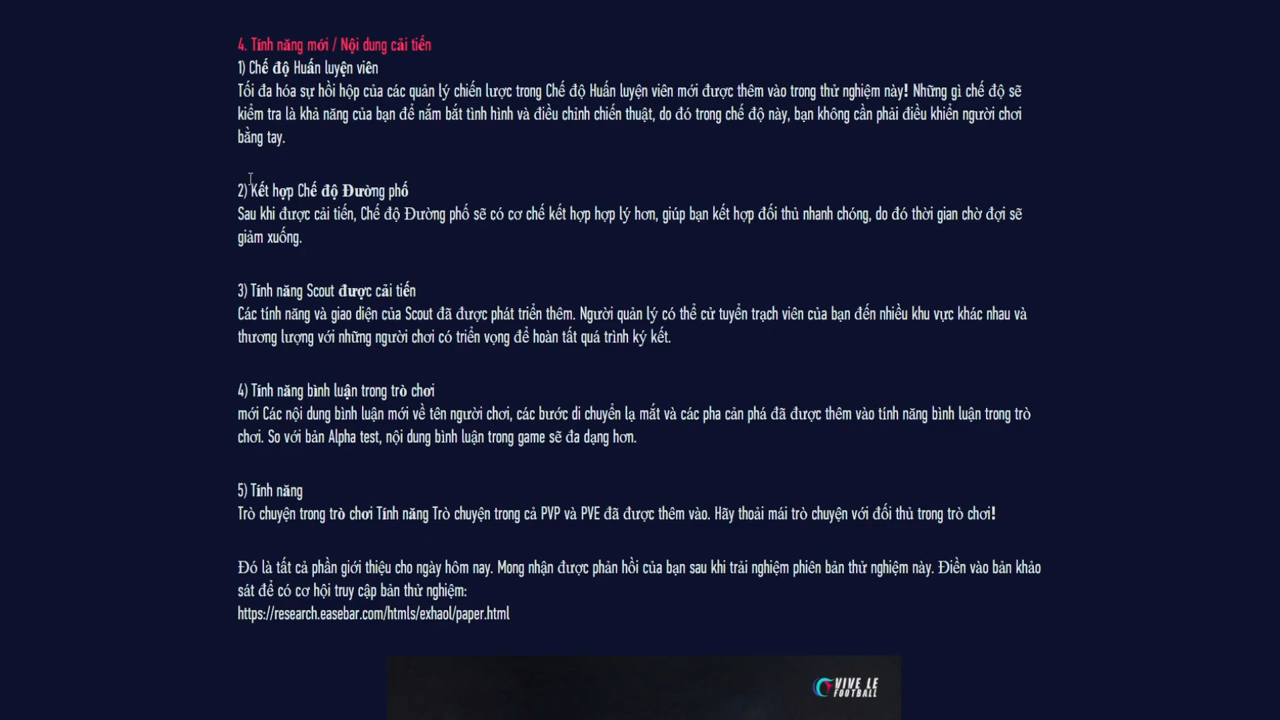 4. Tính năng mới / Nội dung cải tiến
1) Chế độ Huấn luyện viên
Tối đa hóa sự hồi hộp của các quản lý chiến lược trong Chế độ Huấn luyện viên mới được thêm vào trong thử nghiệm này! Những gì chế độ sẽ
kiểm tra là khả năng của bạn để nắm bắt tình hình và điều chỉnh chiến thuật, do đó trong chế độ này, bạn không cần phải điều khiển người chơi
bằng tay.
2) Kết hợp Chế độ Đường phố
Sau khi được cải tiến, Chế độ Đường phố sẽ có cơ chế kết hợp hợp lý hơn, giúp bạn kết hợp đối thủ nhanh chóng, do đó thời gian chờ đợi sẽ
giảm xuống.
3) Tính năng Scout được cải tiến
Các tính năng và giao diện của Scout đã được phát triển thêm. Người quản lý có thể cử tuyển trạch viên của bạn đến nhiều khu vực khác nhau và
thương lượng với những người chơi có triển vọng để hoàn tất quá trình ký kết.
4) Tính năng bình luận trong trò chơi
mới Các nội dung bình luận mới về tên người chơi, các bước di chuyển lạ mắt và các pha cản phá đã được thêm vào tính năng bình luận trong trò
chơi. So với bản Alpha test, nội dung bình luận trong game sẽ đa dạng hơn.
5) Tính năng
Trò chuyện trong trò chơi Tính năng Trò chuyện trong cả PVP và PVE đã được thêm vào. Hãy thoải mái trò chuyện với đối thủ trong trò chơi!
Đó là tất cả phần giới thiệu cho ngày hôm nay. Mong nhận được phản hồi của bạn sau khi trải nghiệm phiên bản thử nghiệm này. Điền vào bản khảo
sát để có cơ hội truy cập bản thử nghiệm:
https://research.easebar.com/htmls/exhaol/paper.html
VIVE LE
FOOTBALL